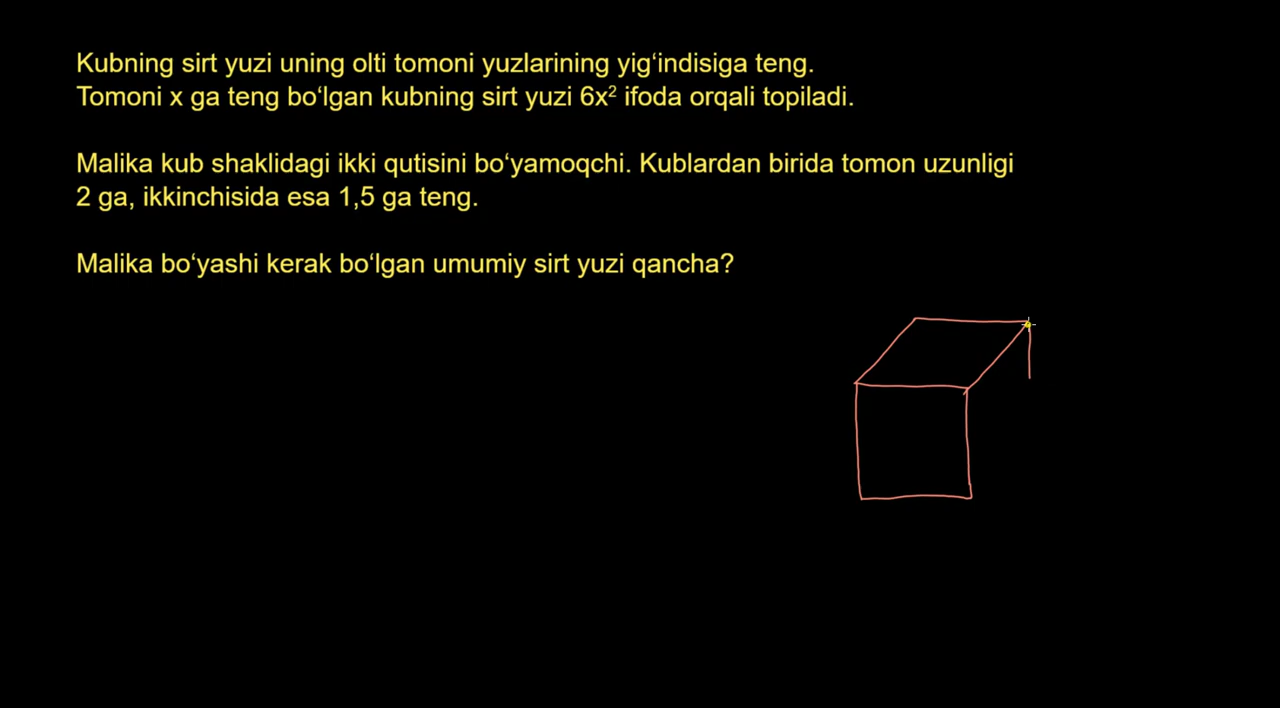 Kubning sirt yuzi uning olti tomoni yuzlarining yig‘indisiga teng.
Tomoni x ga teng bo‘lgan kubning sirt yuzi 6x² ifoda orqali topiladi.
Malika kub shaklidagi ikki qutisini bo‘yamoqchi. Kublardan birida tomon uzunligi
2 ga, ikkinchisida esa 1,5 ga teng.
Malika bo‘yashi kerak bo‘lgan umumiy sirt yuzi qancha?